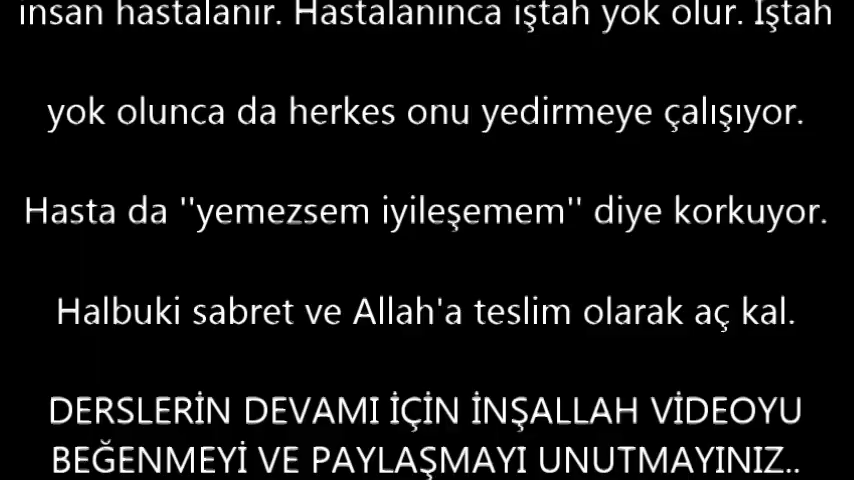 insan hastalanır. Hastalanınca iştah yok olur. İştah
yok olunca da herkes onu yedirmeye çalışıyor.
Hasta da ''yemezsem iyileşemem'' diye korkuyor.
Halbuki sabret ve Allah'a teslim olarak aç kal.
DERSLERİN DEVAMI İÇİN İNŞALLAH VİDEOYU
BEĞENMEYİ VE PAYLAŞMAYI UNUTMAYINIZ..